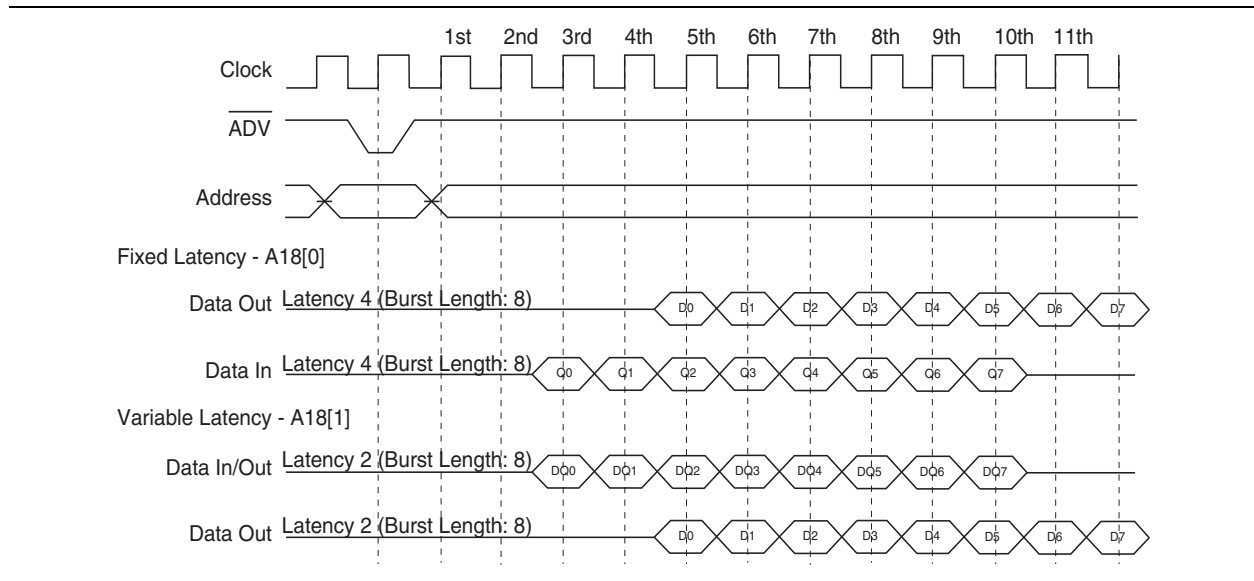 1st 2nd 3rd 4th 5th 6th 7th 8th 9th 10th 11th
Clock
ADV
Address
Fixed Latency - A18[0]
Data Out Latency 4 (Burst Length: 8) D0 D1 D2 D3 D4 D5 D6 D7
Data In Latency 4 (Burst Length: 8) Q0 Q1 Q2 Q3 Q4 Q5 Q6 Q7
Variable Latency - A18[1]
Data In/Out Latency 2 (Burst Length: 8) DQ0 DQ1 DQ2 DQ3 DQ4 DQ5 DQ6 DQ7
Data Out Latency 2 (Burst Length: 8) D0 D1 D2 D3 D4 D5 D6 D7